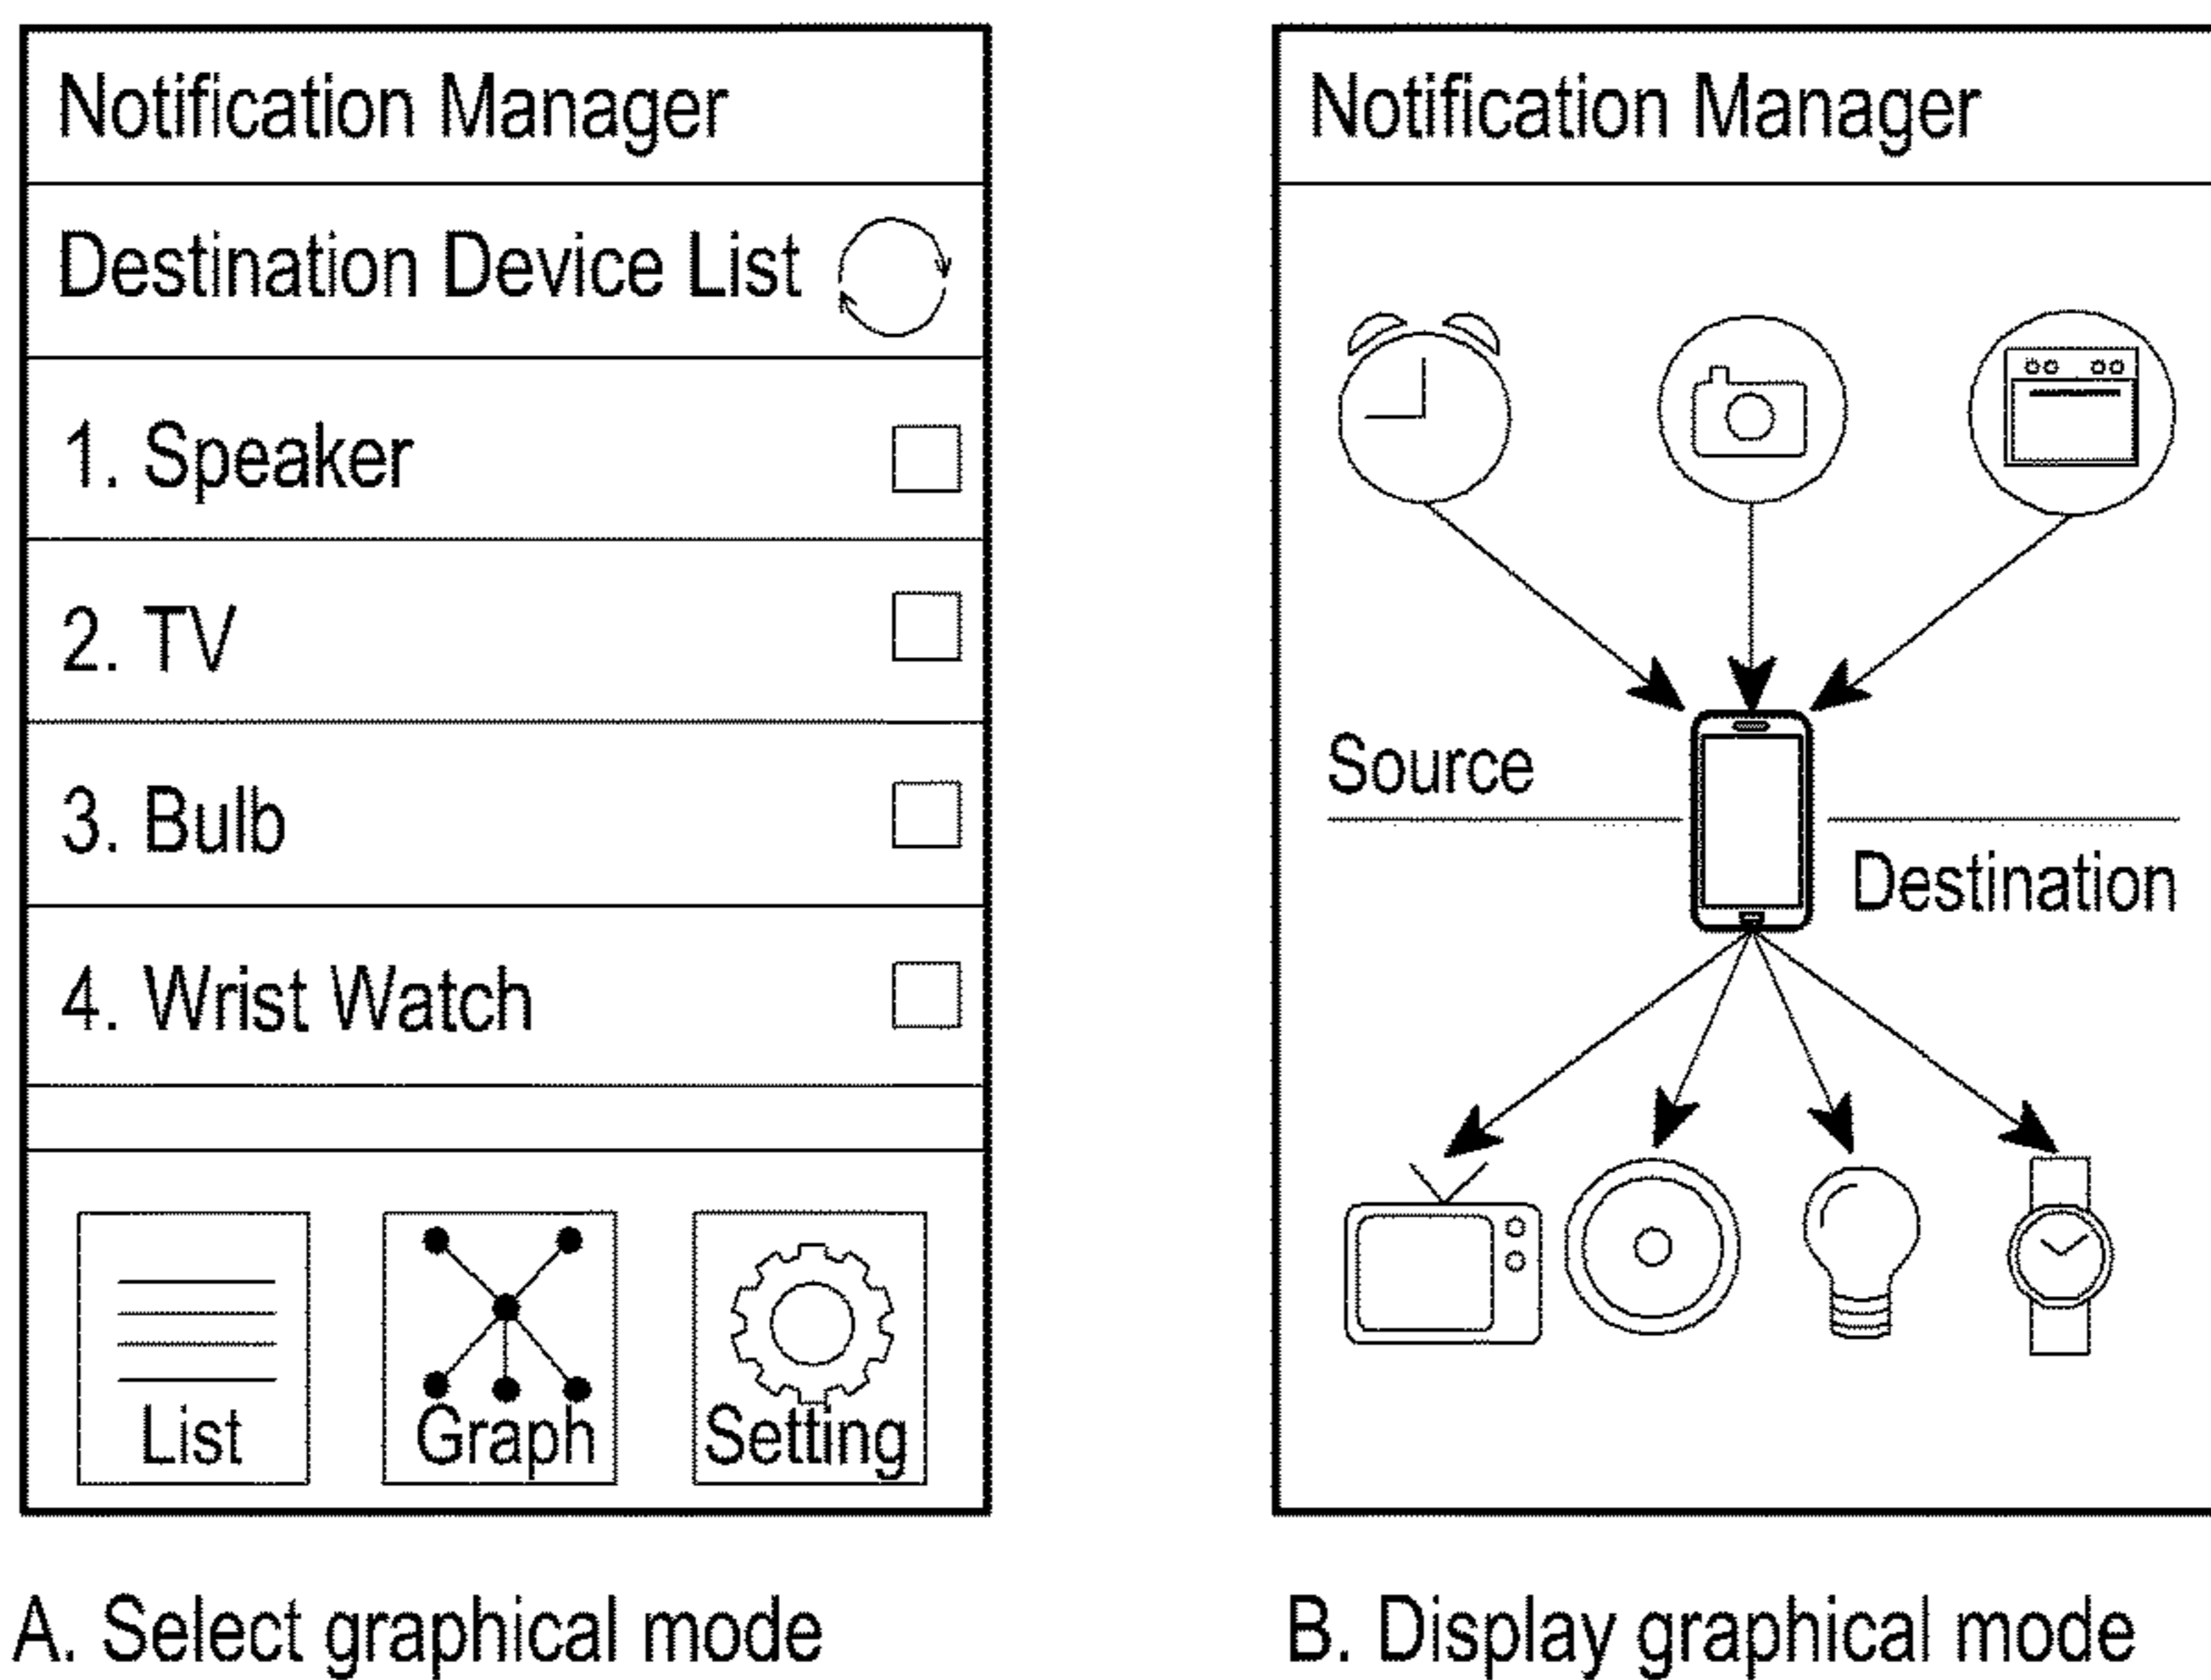 Notification Manager
Destination Device List
1. Speaker
2. TV
3. Bulb
4. Wrist Watch
List
Graph
Setting
A. Select graphical mode
Notification Manager
Source
Destination
B. Display graphical mode